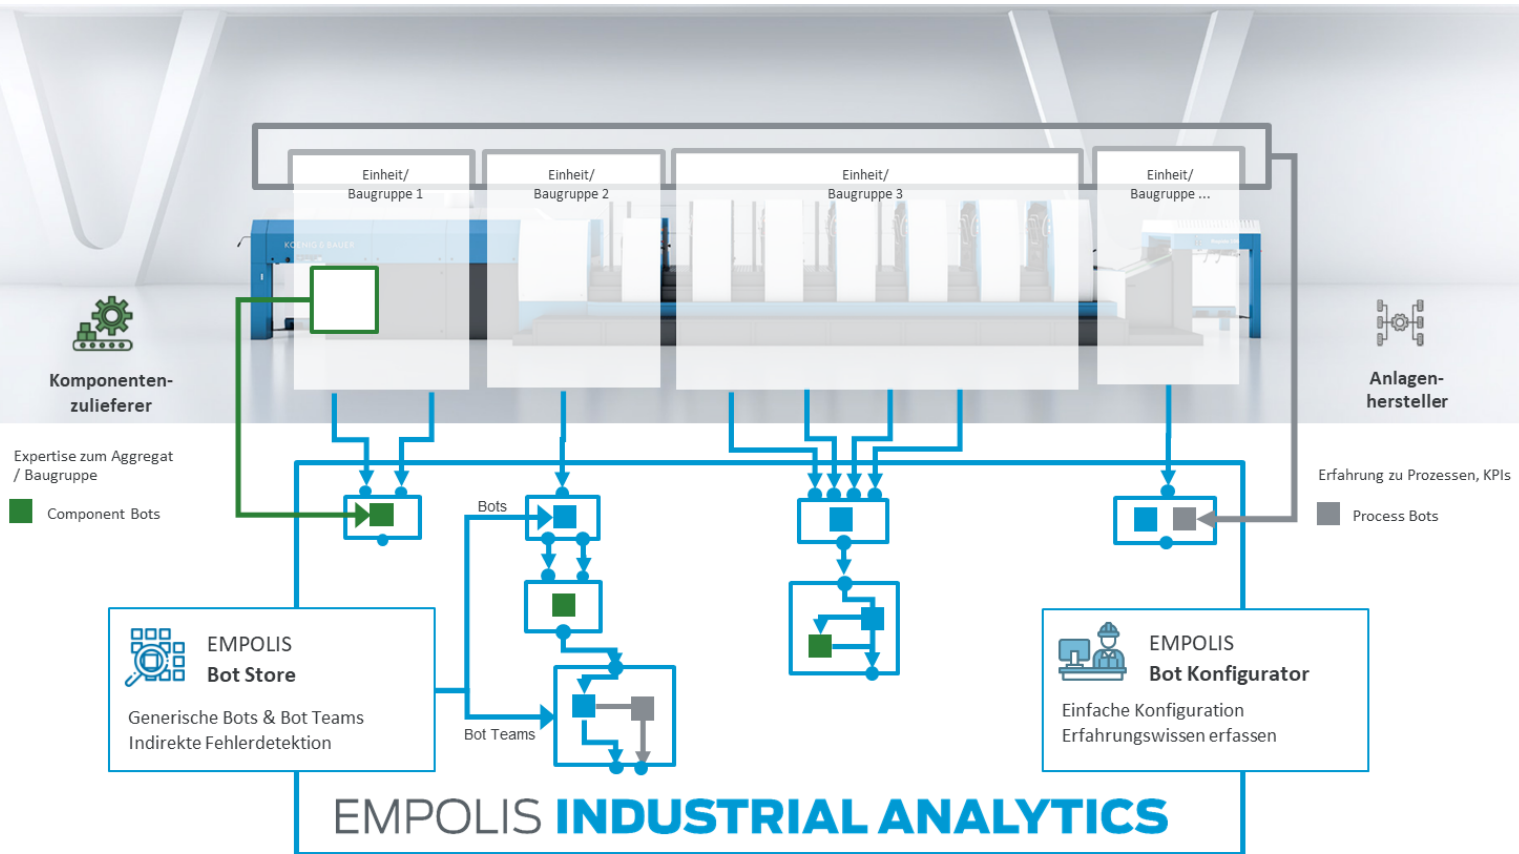 Einheit/
Baugruppe 1
Einheit/
Baugruppe 2
Einheit/
Baugruppe 3
Einheit/
Baugruppe ...
KOENIG & BAUER
Komponenten-
zulieferer
Anlagen-
hersteller
Expertise zum Aggregat
/ Baugruppe
Component Bots
Erfahrung zu Prozessen, KPIs
Process Bots
Bots
Bot Teams
EMPOLIS
Bot Store
Generische Bots & Bot Teams
Indirekte Fehlerdetektion
EMPOLIS
Bot Konfigurator
Einfache Konfiguration
Erfahrungswissen erfassen
EMPOLIS INDUSTRIAL ANALYTICS